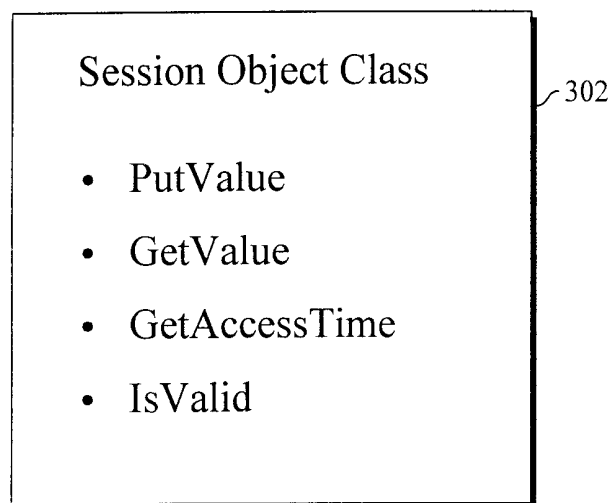 Session Object Class
302
• PutValue
• GetValue
• GetAccessTime
• IsValid